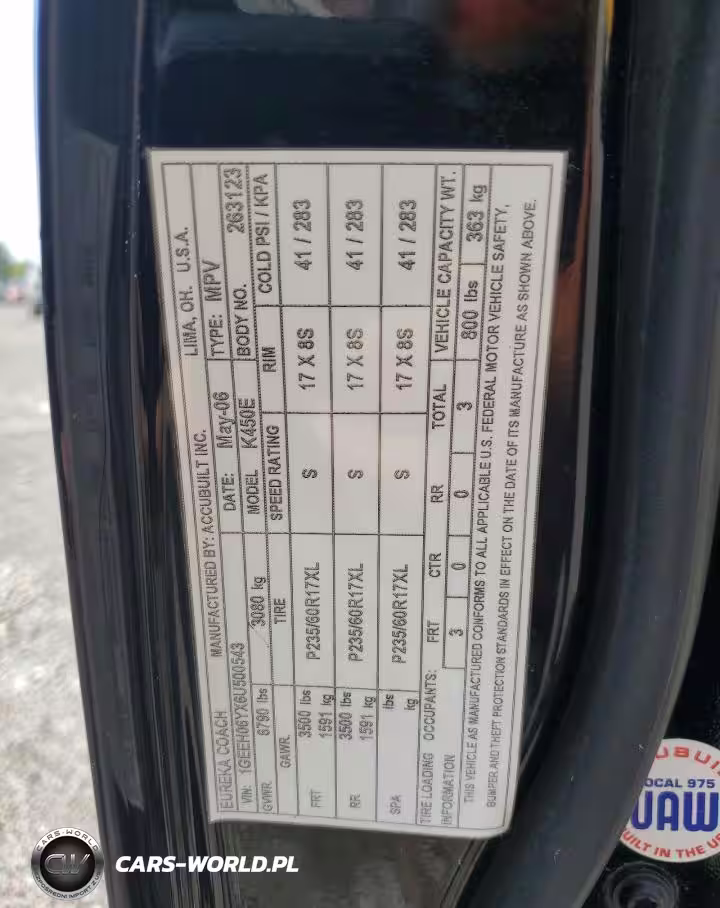 EUREKA COACH MANUFACTURED BY: ACCUBUILT INC. LIMA, OH. U.S.A.
VIN: 1GEEH06YX6U500543 DATE: May-06 TYPE: MPV
GVWR 6790 lbs 3080 kg MODEL K450E BODY NO. 263123
GAWR TIRE SPEED RATING RIM COLD PSI / KPA
FRT 3500 lbs 1591 kg P235/60R17XL S 17 X 8S 41 / 283
RR 3500 lbs 1591 kg P235/60R17XL S 17 X 8S 41 / 283
SPA lbs kg P235/60R17XL S 17 X 8S 41 / 283
TIRE LOADING INFORMATION OCCUPANTS: FRT CTR RR TOTAL VEHICLE CAPACITY WT.
3 0 0 3 800 lbs 363 kg
THIS VEHICLE AS MANUFACTURED CONFORMS TO ALL APPLICABLE U.S. FEDERAL MOTOR VEHICLE SAFETY,
BUMPER AND THEFT PROTECTION STANDARDS IN EFFECT ON THE DATE OF ITS MANUFACTURE AS SHOWN ABOVE.
OCAL 975
UAW
BUILT IN THE
CARS-WORLD
CW
CARS-WORLD.PL